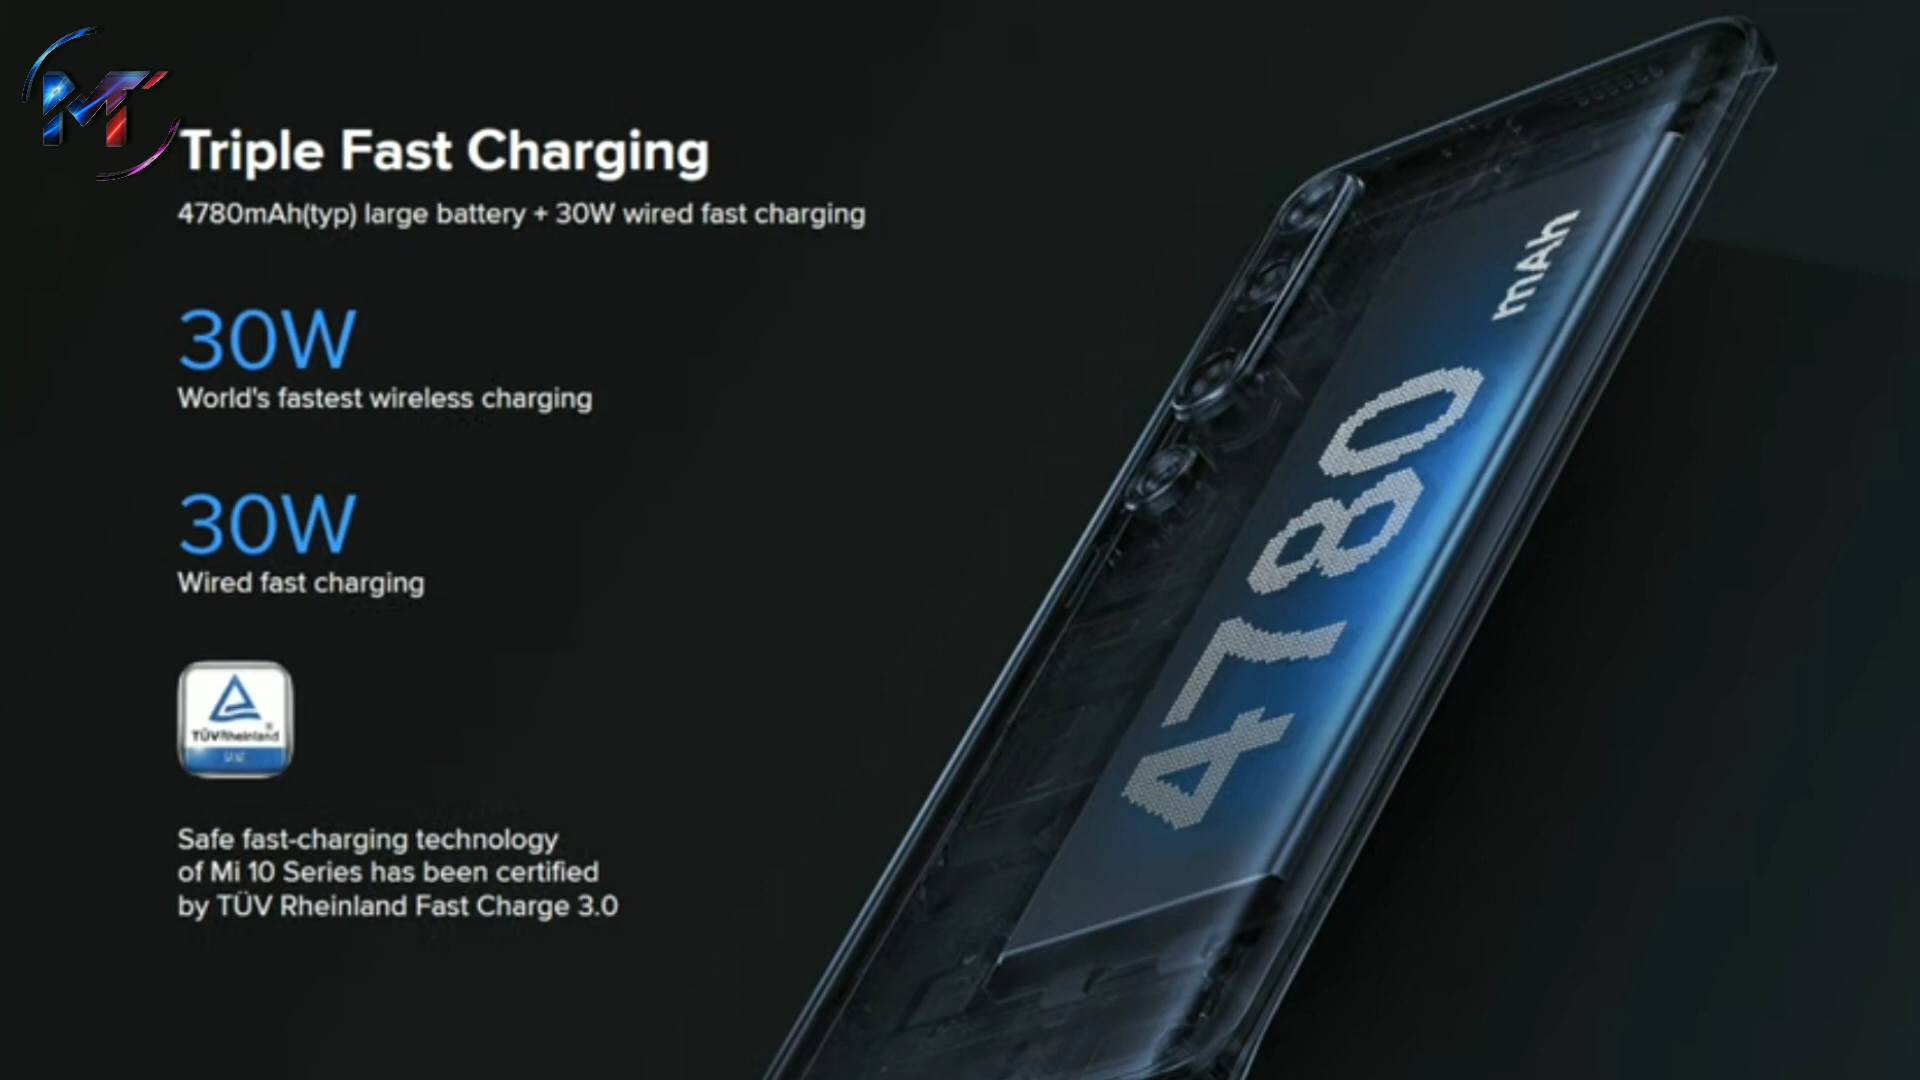 MT
Triple Fast Charging
4780mAh(typ) large battery + 30W wired fast charging
30W
World's fastest wireless charging
30W
Wired fast charging
TÜVRheinland
Safe fast-charging technology
of Mi 10 Series has been certified
by TÜV Rheinland Fast Charge 3.0
4780 mAh